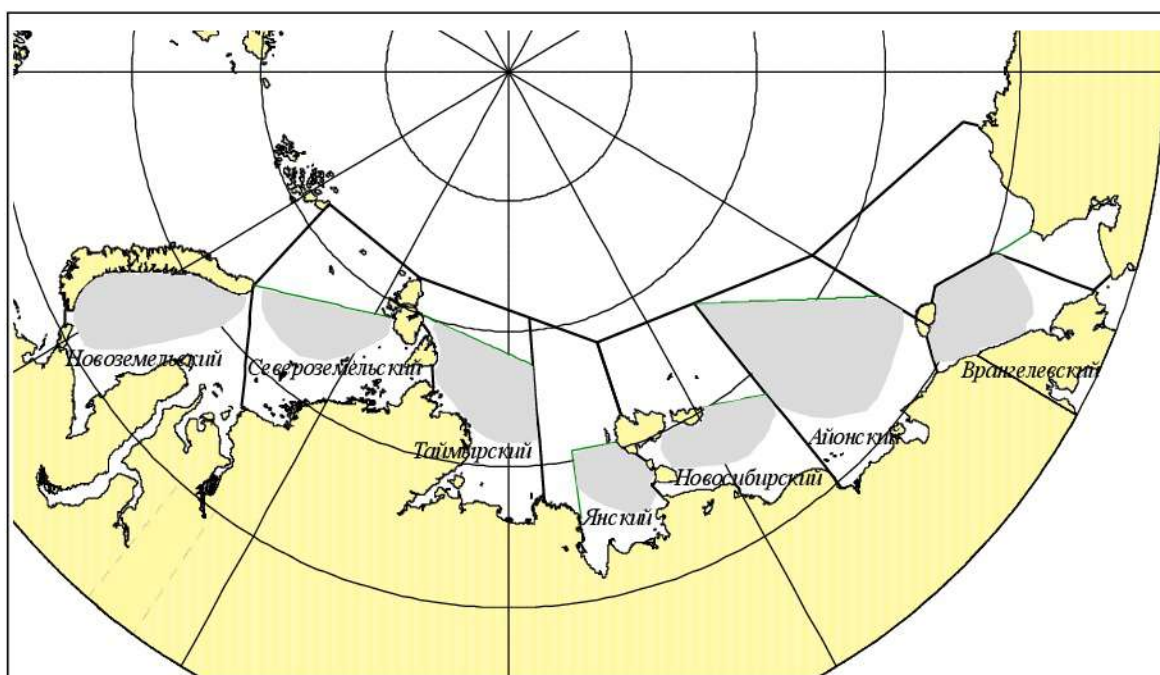 Новоземельский
Североземельский
Таймырский
Янский
Новосибирский
Айонский
Врангелевский